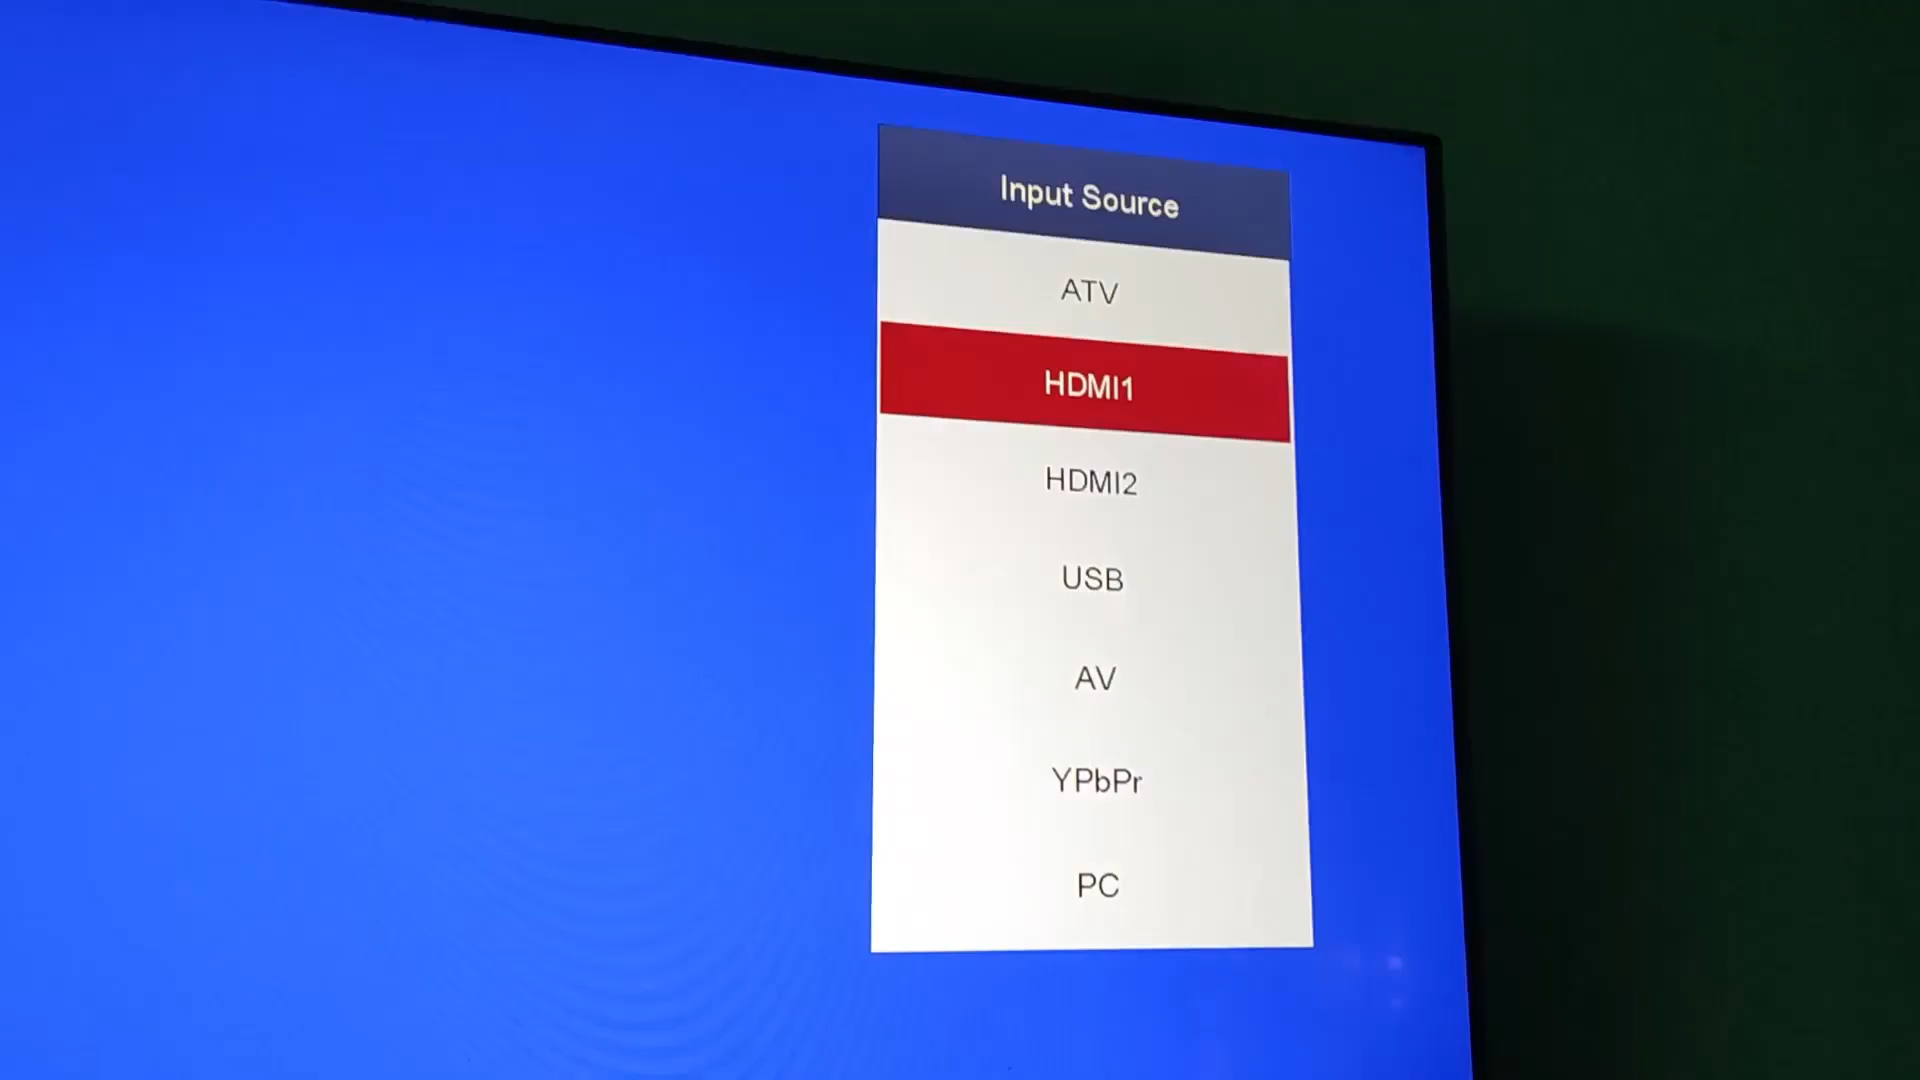 Input Source
ATV
HDMI1
HDMI2
USB
AV
YPbPr
PC